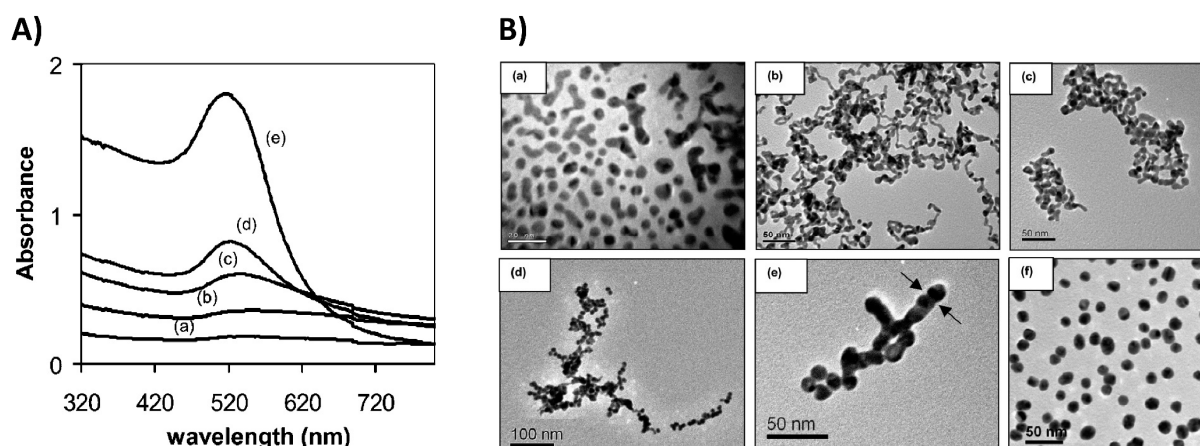 A)
B)
2
1
0
Absorbance
320 420 520 620 720
wavelength (nm)
(e)
(d)
(c)
(b)
(a)
(a)
(b)
50 nm
(c)
50 nm
(d)
100 nm
(e)
50 nm
(f)
50 nm